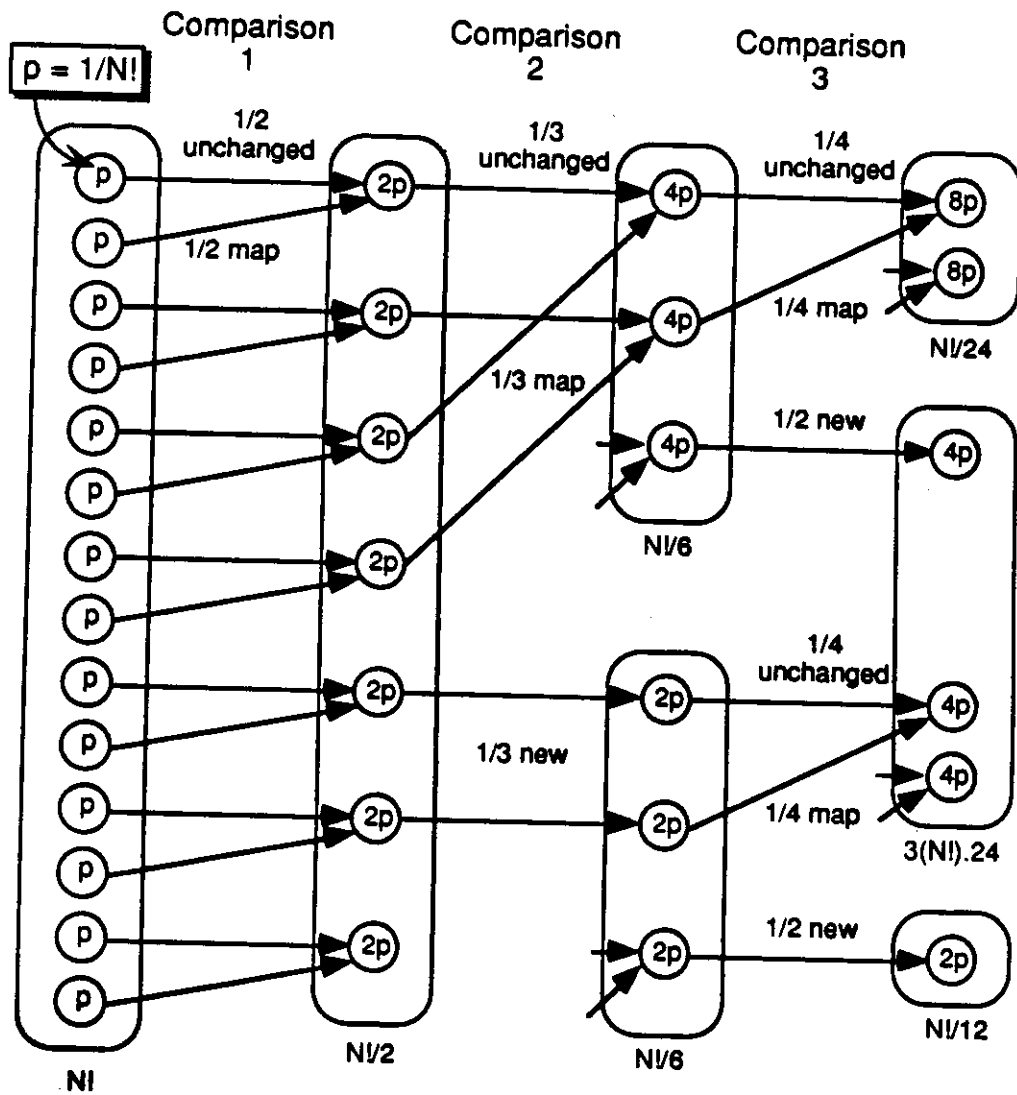 Comparison
1
Comparison
2
Comparison
3
p = 1/N!
1/2
unchanged
1/3
unchanged
1/4
unchanged
p
2p
4p
8p
p
1/2 map
8p
p
2p
4p
1/4 map
p
N!/24
1/3 map
p
2p
4p
1/2 new
4p
p
N!/6
p
2p
p
1/4
unchanged
p
2p
2p
4p
p
1/3 new
4p
p
2p
2p
1/4 map
p
3(N!).24
p
2p
2p
1/2 new
2p
p
N!/2
N!/6
N!/12
N!